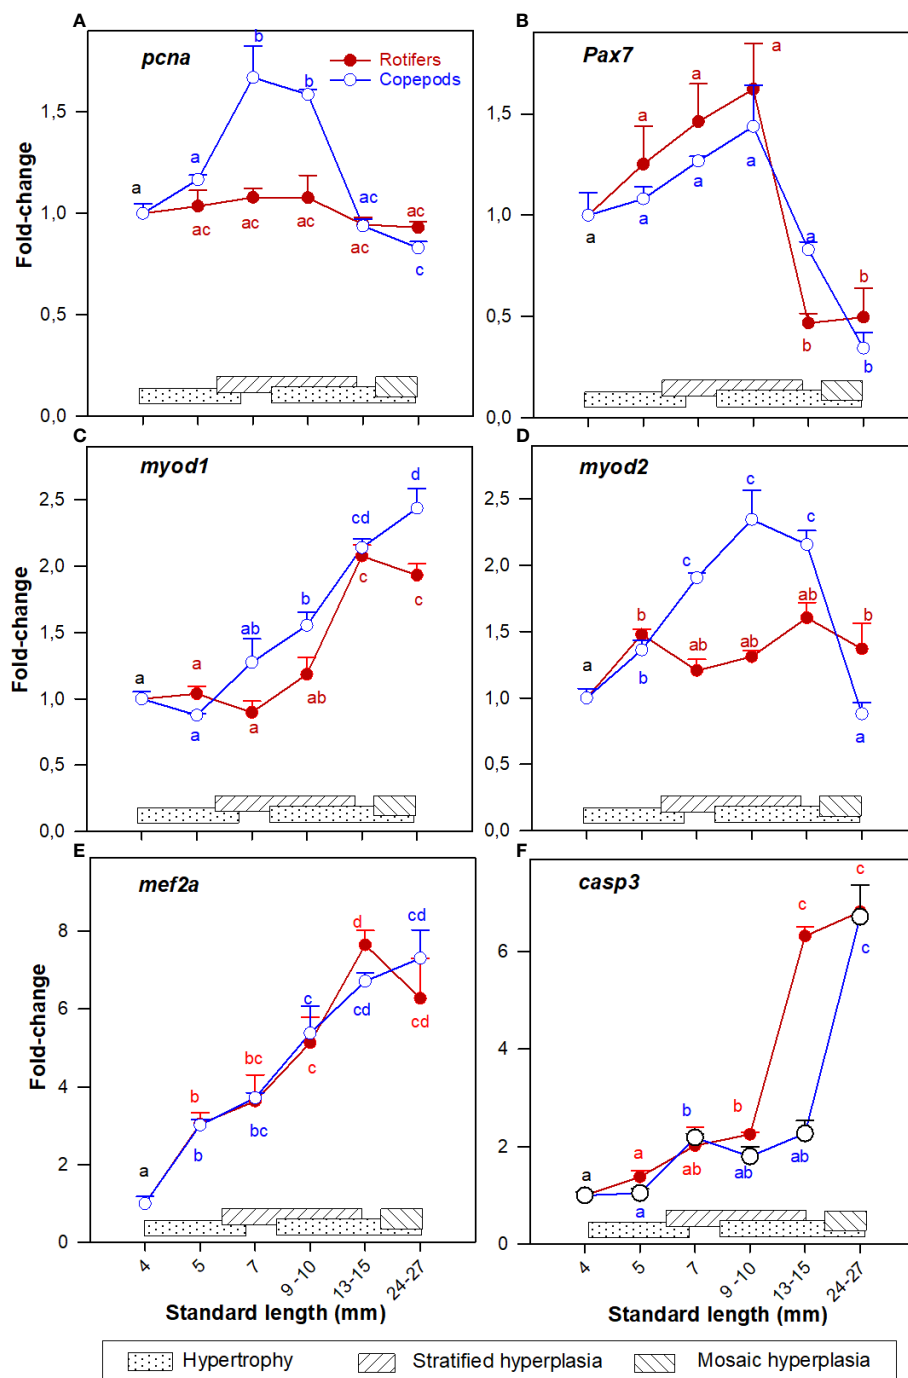 A
pcna
Rotifers
Copepods
Fold-change
1,5
1,0
0,5
0,0
a
a
b
b
ac
c
ac
ac
ac
ac
ac
B
Pax7
1,5
1,0
0,5
0,0
a
a
a
a
a
a
a
a
b
b
b
C
myod1
Fold-change
2,5
2,0
1,5
1,0
0,5
0,0
a
a
a
ab
b
cd
d
a
ab
c
c
D
myod2
2,5
2,0
1,5
1,0
0,5
0,0
a
b
b
c
c
c
ab
ab
ab
b
a
E
mef2a
Fold-change
8
6
4
2
0
a
b
b
bc
bc
c
c
d
cd
cd
cd
4
5
7
9 -10
13-15
24-27
Standard length (mm)
F
casp3
6
4
2
0
a
a
a
b
ab
b
ab
c
ab
c
c
4
5
7
9 -10
13-15
24-27
Standard length (mm)
Hypertrophy
Stratified hyperplasia
Mosaic hyperplasia